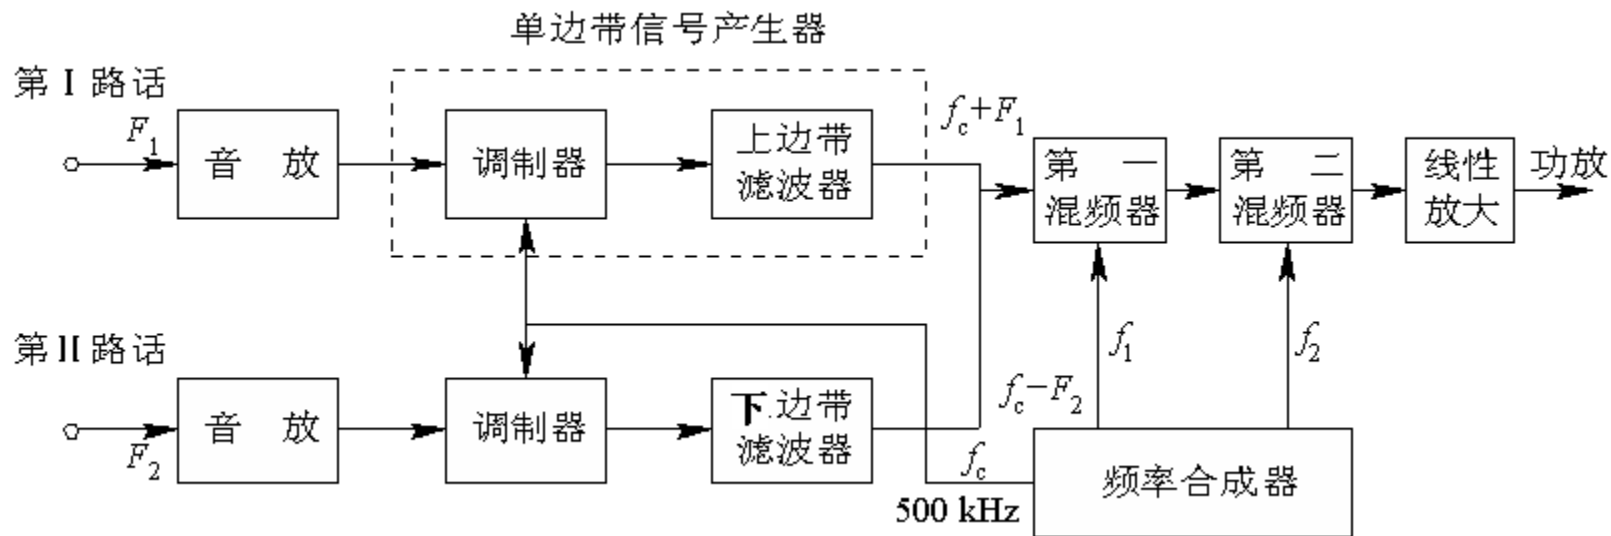 单边带信号产生器
第 I 路话
F₁
音 放
调制器
上边带
滤波器
f_c+F₁
第 一
混频器
第 二
混频器
线性
放大
功放
第 II 路话
F₂
音 放
调制器
下边带
滤波器
f_c−F₂
f₁
f₂
f_c
500 kHz
频率合成器